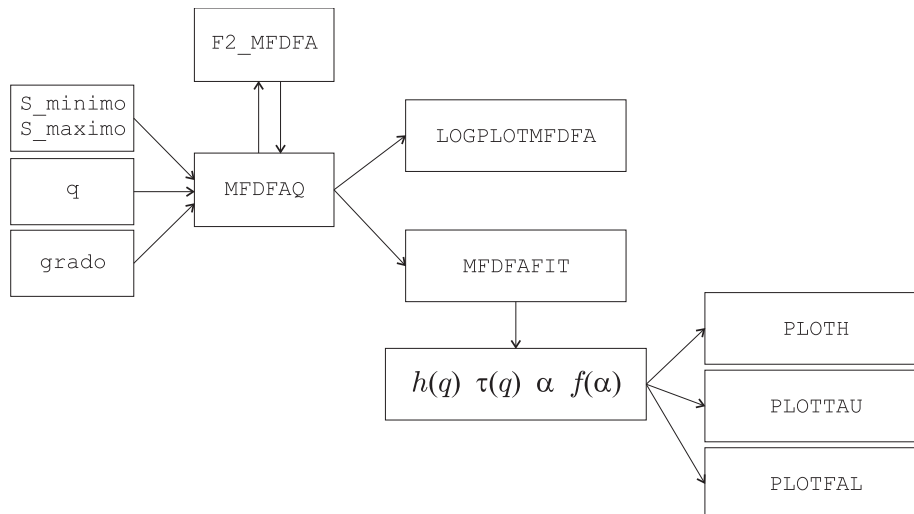 F2_MFDFA
S_minimo
S_maximo
LOGPLOTMFDFA
q
MFDFAQ
grado
MFDFAFIT
PLOTH
h(q) τ(q) α f(α)
PLOTTAU
PLOTFAL